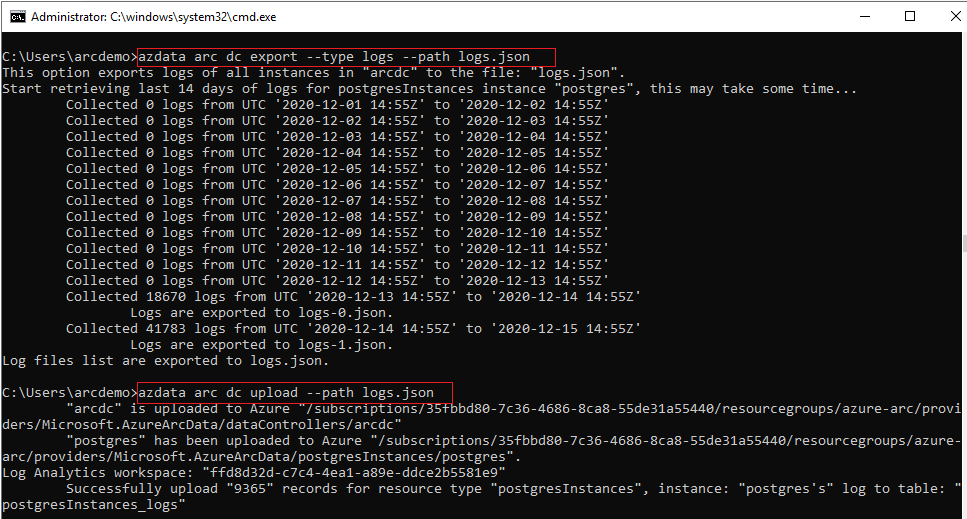 Administrator: C:\windows\system32\cmd.exe
C:\Users\arcdemo>azdata arc dc export --type logs --path logs.json
This option exports logs of all instances in "arcdc" to the file: "logs.json".
Start retrieving last 14 days of logs for postgresInstances instance "postgres", this may take some time...
Collected 0 logs from UTC '2020-12-01 14:55Z' to '2020-12-02 14:55Z'
Collected 0 logs from UTC '2020-12-02 14:55Z' to '2020-12-03 14:55Z'
Collected 0 logs from UTC '2020-12-03 14:55Z' to '2020-12-04 14:55Z'
Collected 0 logs from UTC '2020-12-04 14:55Z' to '2020-12-05 14:55Z'
Collected 0 logs from UTC '2020-12-05 14:55Z' to '2020-12-06 14:55Z'
Collected 0 logs from UTC '2020-12-06 14:55Z' to '2020-12-07 14:55Z'
Collected 0 logs from UTC '2020-12-07 14:55Z' to '2020-12-08 14:55Z'
Collected 0 logs from UTC '2020-12-08 14:55Z' to '2020-12-09 14:55Z'
Collected 0 logs from UTC '2020-12-09 14:55Z' to '2020-12-10 14:55Z'
Collected 0 logs from UTC '2020-12-10 14:55Z' to '2020-12-11 14:55Z'
Collected 0 logs from UTC '2020-12-11 14:55Z' to '2020-12-12 14:55Z'
Collected 0 logs from UTC '2020-12-12 14:55Z' to '2020-12-13 14:55Z'
Collected 18670 logs from UTC '2020-12-13 14:55Z' to '2020-12-14 14:55Z'
Logs are exported to logs-0.json.
Collected 41783 logs from UTC '2020-12-14 14:55Z' to '2020-12-15 14:55Z'
Logs are exported to logs-1.json.
Log files list are exported to logs.json.
C:\Users\arcdemo>azdata arc dc upload --path logs.json
"arcdc" is uploaded to Azure "/subscriptions/35fbbd80-7c36-4686-8ca8-55de31a55440/resourcegroups/azure-arc/provi
ders/Microsoft.AzureArcData/dataControllers/arcdc"
"postgres" has been uploaded to Azure "/subscriptions/35fbbd80-7c36-4686-8ca8-55de31a55440/resourcegroups/azure-
arc/providers/Microsoft.AzureArcData/postgresInstances/postgres".
Log Analytics workspace: "ffd8d32d-c7c4-4ea1-a89e-ddce2b5581e9"
Successfully upload "9365" records for resource type "postgresInstances", instance: "postgres's" log to table: "
postgresInstances_logs"